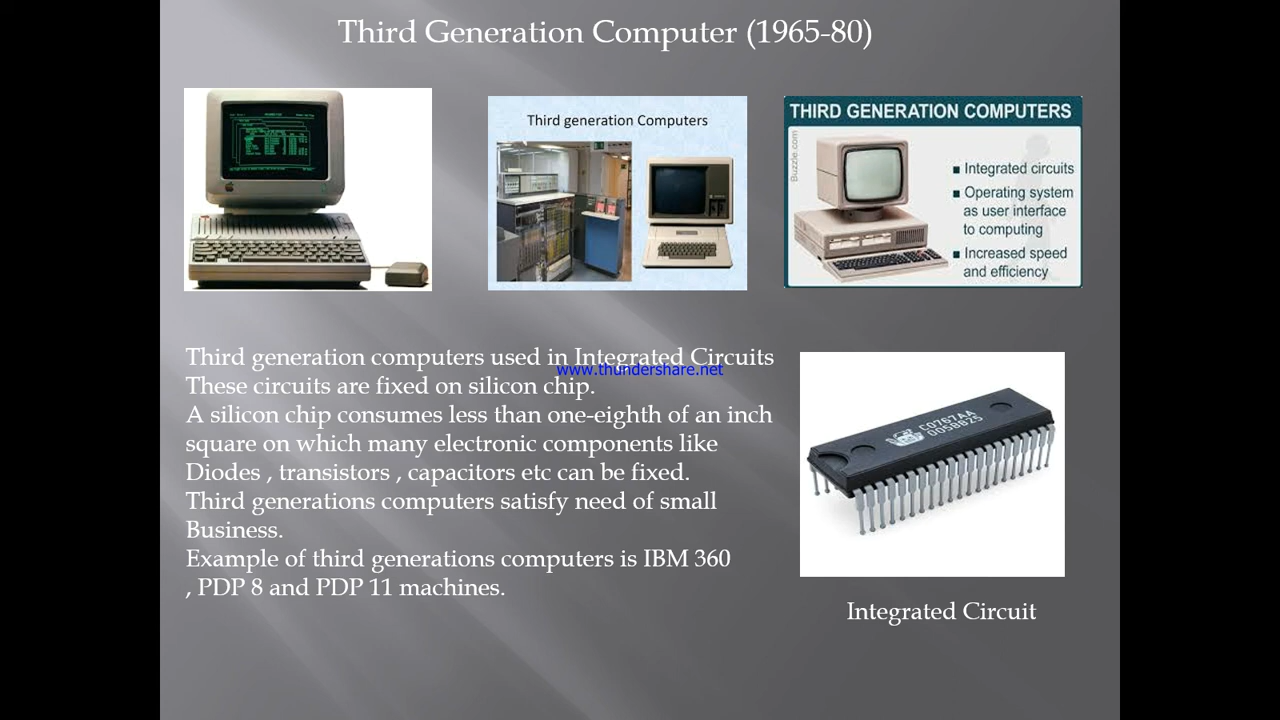 Third Generation Computer (1965-80)
Third generation Computers
THIRD GENERATION COMPUTERS
Buzzle.com
■ Integrated circuits
■ Operating system
as user interface
to computing
■ Increased speed
and efficiency
Third generation computers used in Integrated Circuits
www.thundershare.net
These circuits are fixed on silicon chip.
A silicon chip consumes less than one-eighth of an inch
square on which many electronic components like
Diodes , transistors , capacitors etc can be fixed.
Third generations computers satisfy need of small
Business.
Example of third generations computers is IBM 360
, PDP 8 and PDP 11 machines.
C0767AA
005BB25
Integrated Circuit